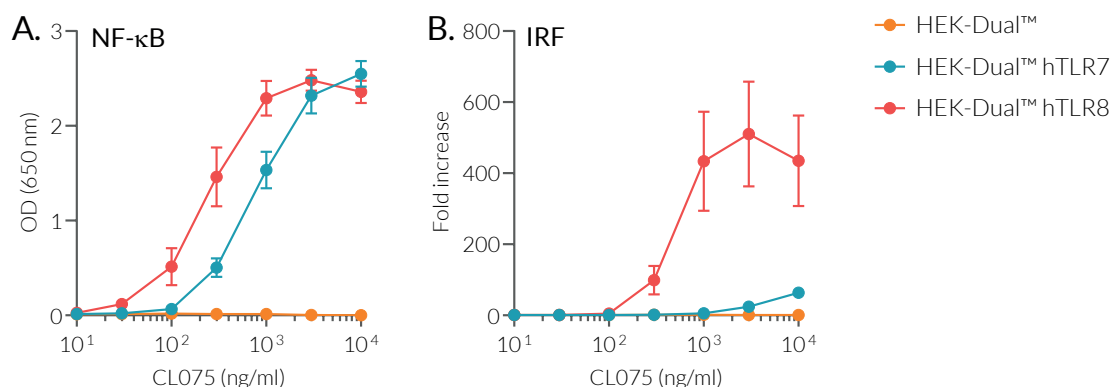 A. NF-κB
3
2
1
0
OD (650 nm)
10¹ 10² 10³ 10⁴
CL075 (ng/ml)
B. IRF
800
600
400
200
0
Fold increase
10¹ 10² 10³ 10⁴
CL075 (ng/ml)
HEK-Dual™
HEK-Dual™ hTLR7
HEK-Dual™ hTLR8